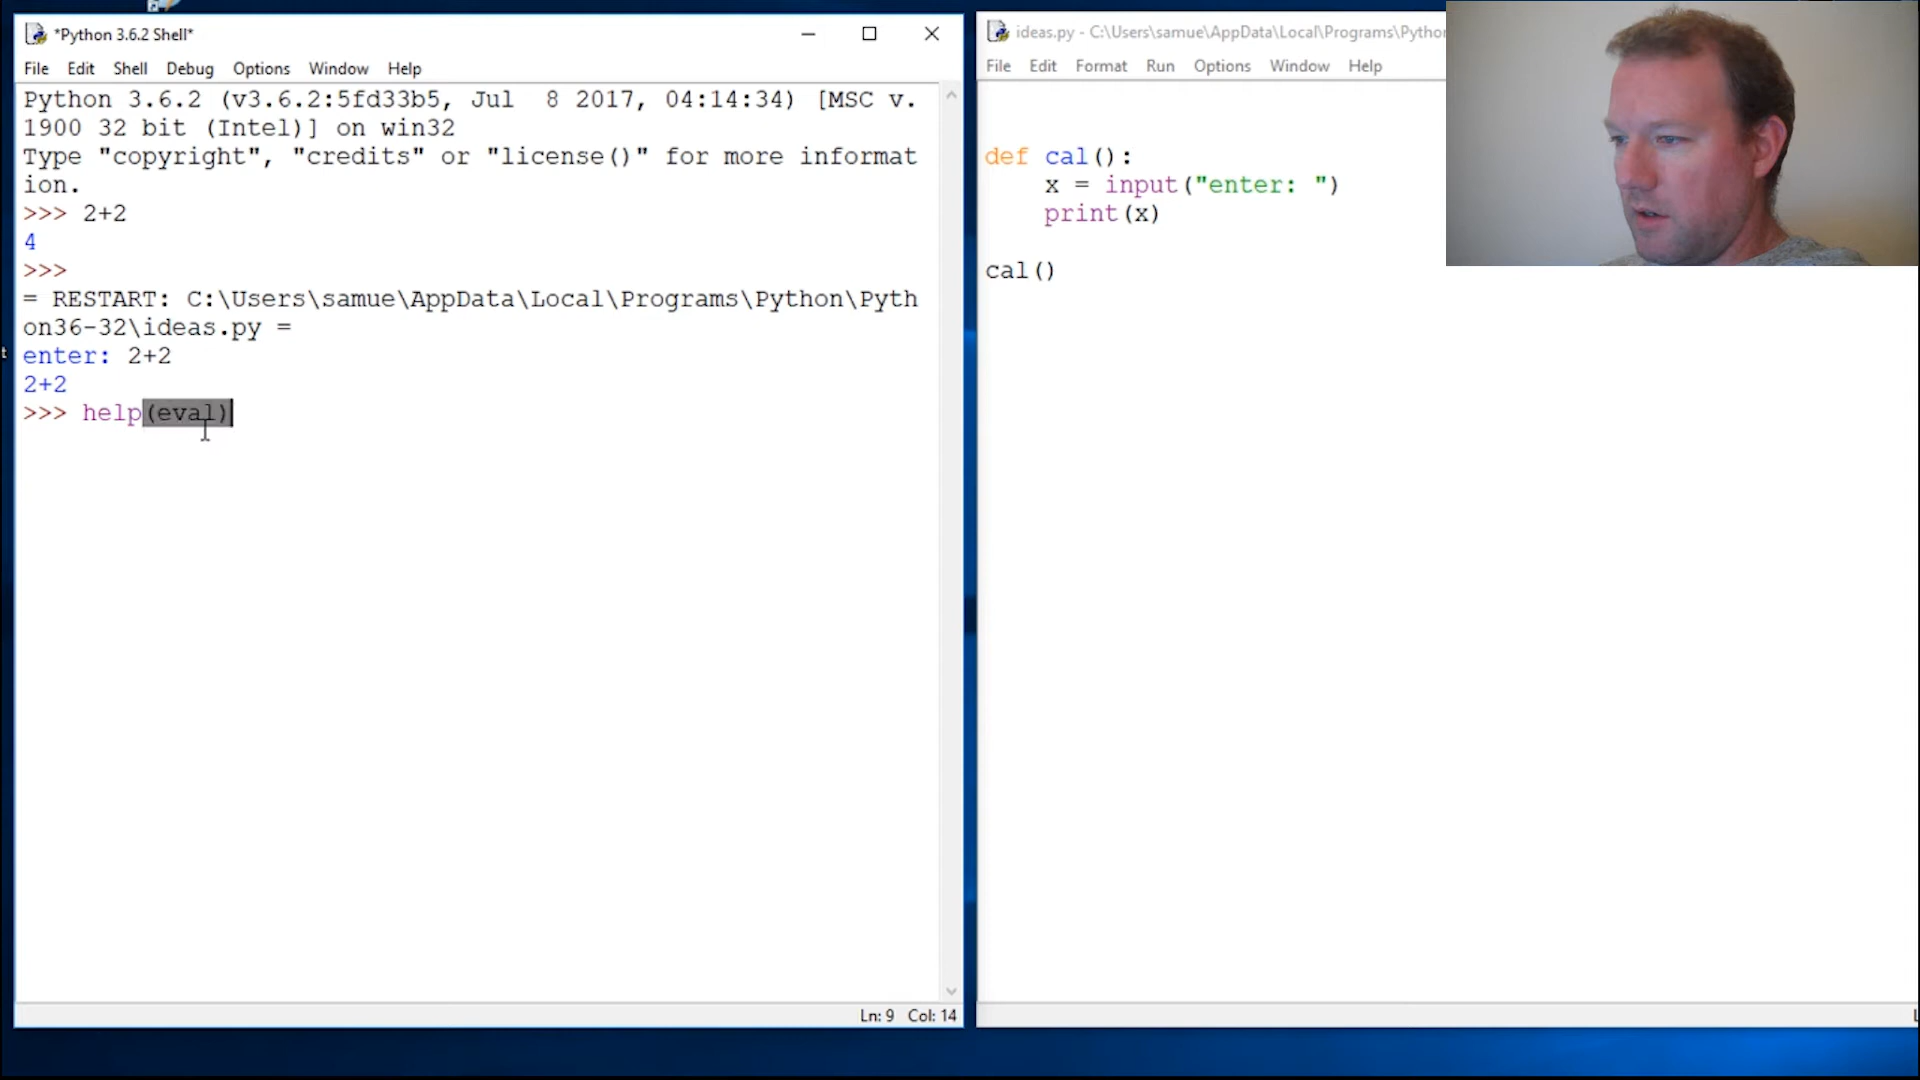 *Python 3.6.2 Shell*
File Edit Shell Debug Options Window Help
Python 3.6.2 (v3.6.2:5fd33b5, Jul  8 2017, 04:14:34) [MSC v.
1900 32 bit (Intel)] on win32
Type "copyright", "credits" or "license()" for more informat
ion.
>>> 2+2
4
>>>
= RESTART: C:\Users\samue\AppData\Local\Programs\Python\Pyth
on36-32\ideas.py =
enter: 2+2
2+2
>>> help(eval)
Ln: 9 Col: 14
ideas.py - C:\Users\samue\AppData\Local\Programs\Pytho
File Edit Format Run Options Window Help
def cal():
    x = input("enter: ")
    print(x)
cal()